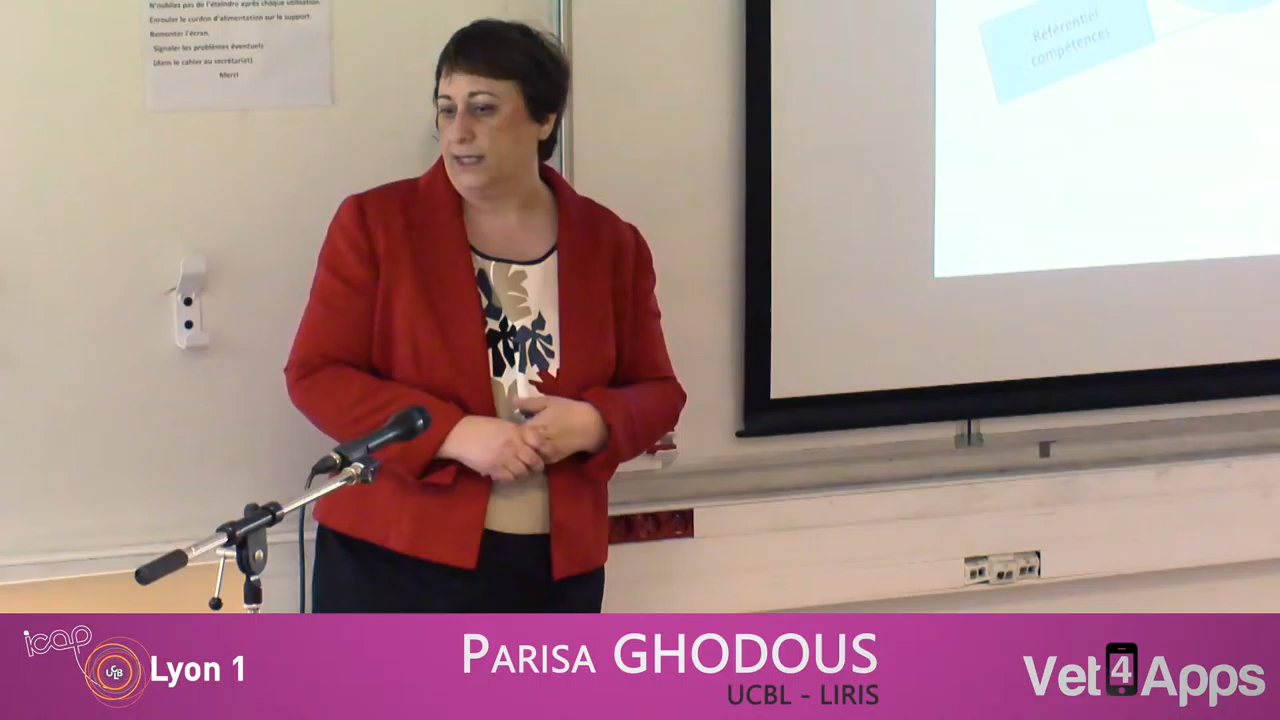 N'oubliez pas de l'éteindre après chaque utilisation
Enrouler le cordon d'alimentation sur le support.
Remonter l'écran.
Signaler les problèmes éventuels
(dans le cahier au secrétariat)
Merci
Référentiel
compétences
icap
UCBL
Lyon 1
PARISA GHODOUS
UCBL - LIRIS
Vet4Apps